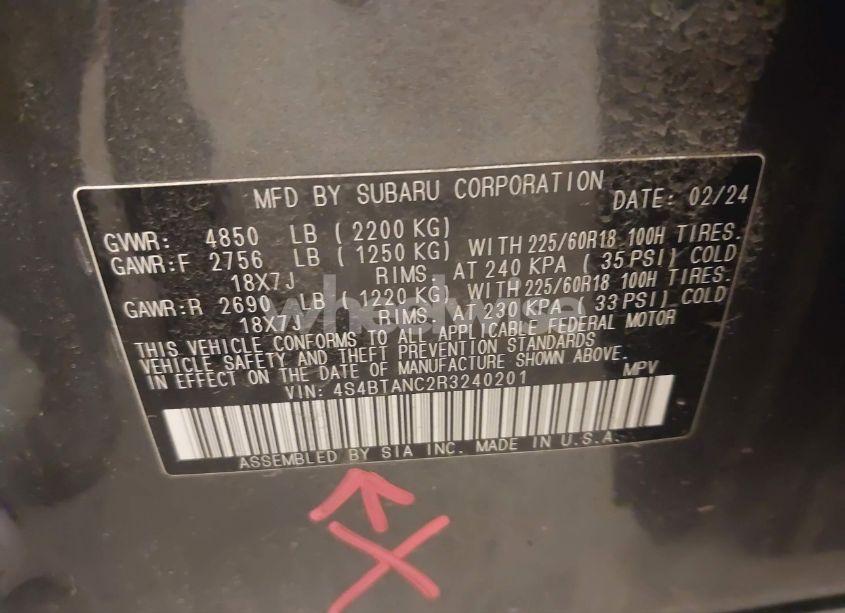 MFD BY SUBARU CORPORATION DATE: 02/24
GVWR: 4850 LB ( 2200 KG)
GAWR:F 2756 LB ( 1250 KG) WITH 225/60R18 100H TIRES.
18X7J RIMS. AT 240 KPA ( 35 PSI) COLD
GAWR:R 2690 LB ( 1220 KG) WITH 225/60R18 100H TIRES.
18X7J RIMS. AT 230 KPA ( 33 PSI) COLD
wheelwise
THIS VEHICLE CONFORMS TO ALL APPLICABLE FEDERAL MOTOR
VEHICLE SAFETY AND THEFT PREVENTION STANDARDS
IN EFFECT ON THE DATE OF MANUFACTURE SHOWN ABOVE.
VIN: 4S4BTANC2R3240201 MPV
ASSEMBLED BY SIA INC. MADE IN U.S.A.
X